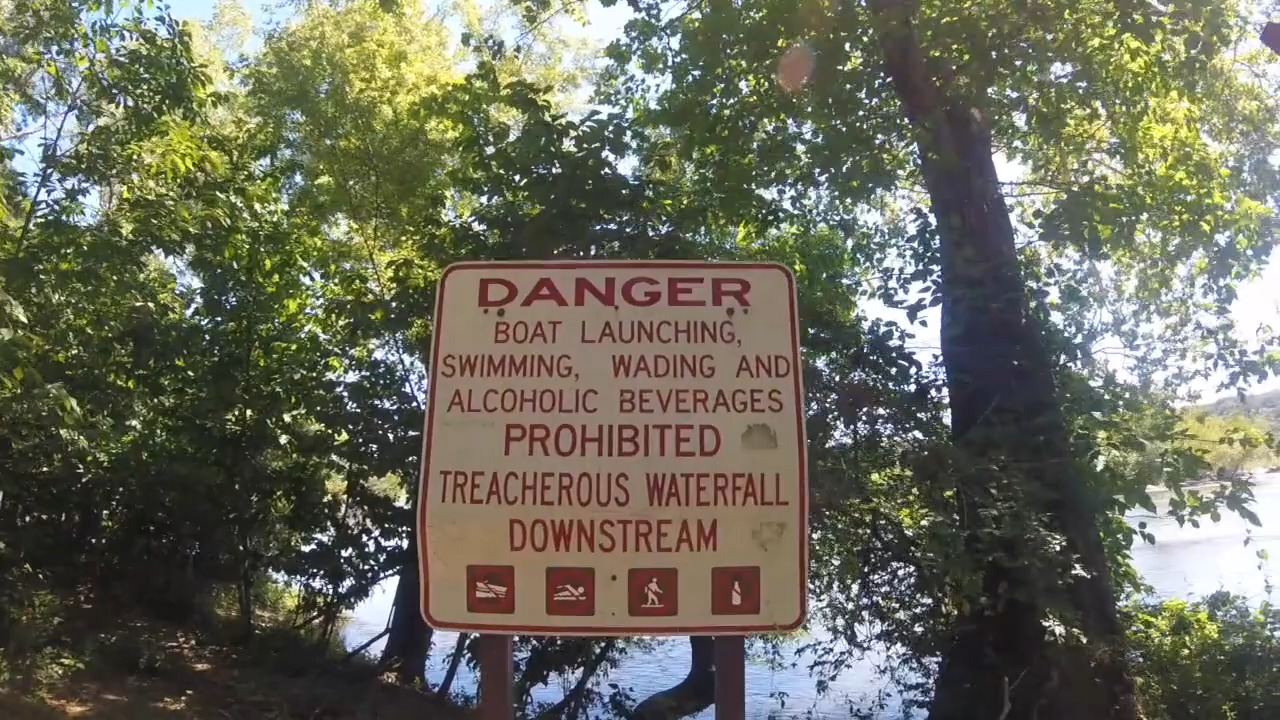 DANGER
BOAT LAUNCHING,
SWIMMING, WADING AND
ALCOHOLIC BEVERAGES
PROHIBITED
TREACHEROUS WATERFALL
DOWNSTREAM